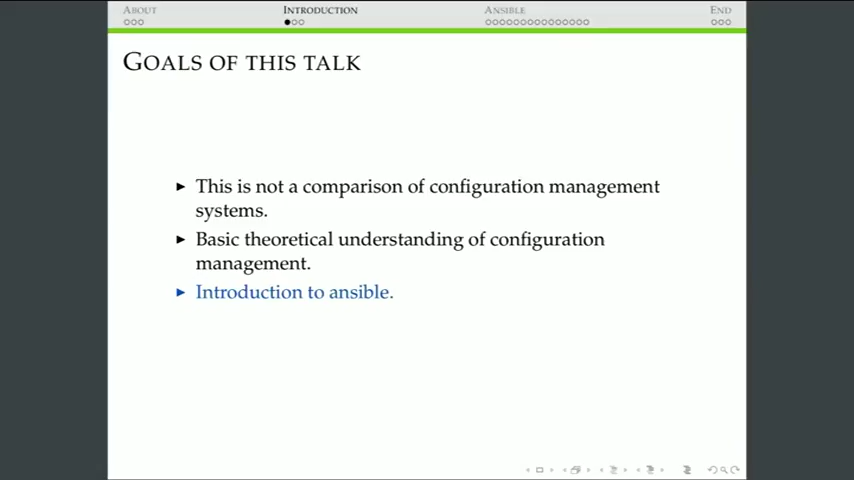 ABOUT
INTRODUCTION
ANSIBLE
END
GOALS OF THIS TALK
This is not a comparison of configuration management
systems.
Basic theoretical understanding of configuration
management.
Introduction to ansible.